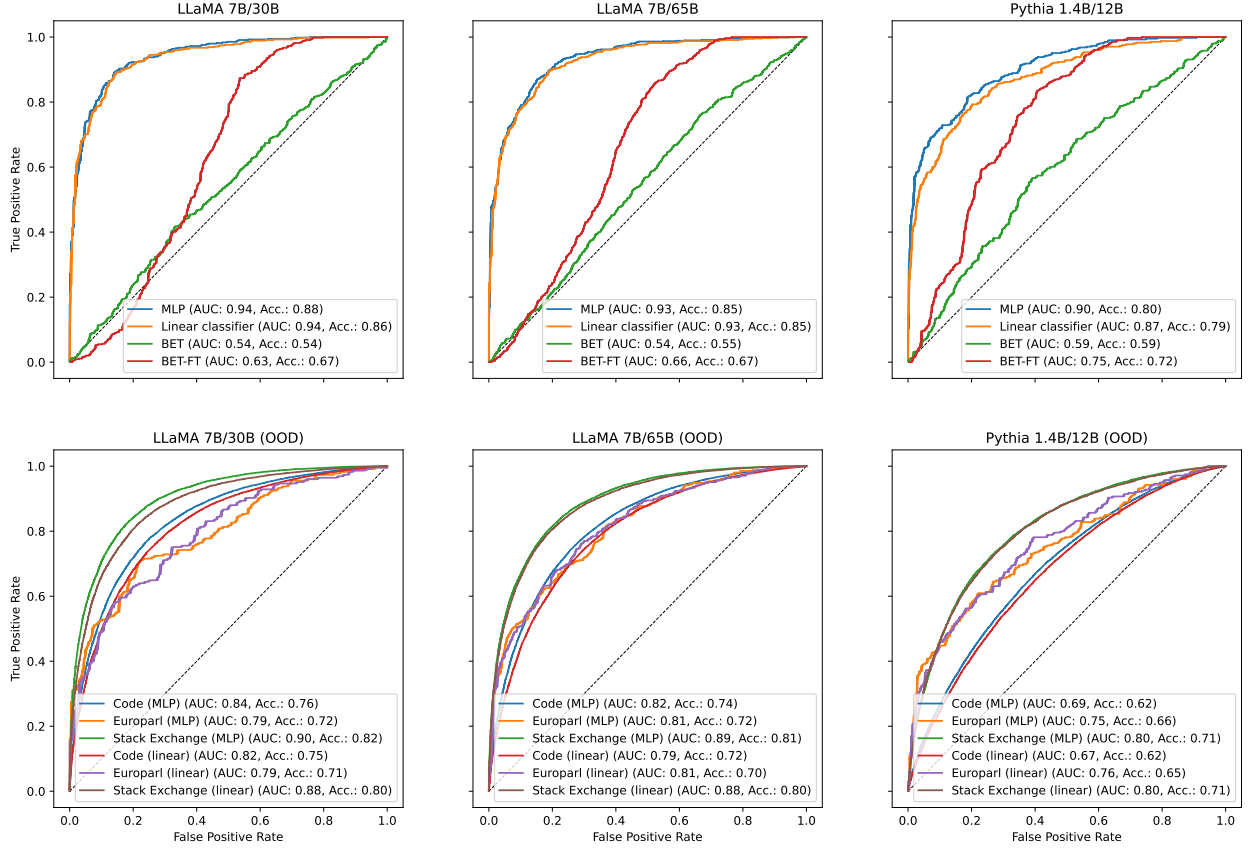 LLaMA 7B/30B
1.0
0.8
0.6
0.4
0.2
0.0
True Positive Rate
MLP (AUC: 0.94, Acc.: 0.88)
Linear classifier (AUC: 0.94, Acc.: 0.86)
BET (AUC: 0.54, Acc.: 0.54)
BET-FT (AUC: 0.63, Acc.: 0.67)
LLaMA 7B/65B
MLP (AUC: 0.93, Acc.: 0.85)
Linear classifier (AUC: 0.93, Acc.: 0.85)
BET (AUC: 0.54, Acc.: 0.55)
BET-FT (AUC: 0.66, Acc.: 0.67)
Pythia 1.4B/12B
MLP (AUC: 0.90, Acc.: 0.80)
Linear classifier (AUC: 0.87, Acc.: 0.79)
BET (AUC: 0.59, Acc.: 0.59)
BET-FT (AUC: 0.75, Acc.: 0.72)
LLaMA 7B/30B (OOD)
1.0
0.8
0.6
0.4
0.2
0.0
True Positive Rate
Code (MLP) (AUC: 0.84, Acc.: 0.76)
Europarl (MLP) (AUC: 0.79, Acc.: 0.72)
Stack Exchange (MLP) (AUC: 0.90, Acc.: 0.82)
Code (linear) (AUC: 0.82, Acc.: 0.75)
Europarl (linear) (AUC: 0.79, Acc.: 0.71)
Stack Exchange (linear) (AUC: 0.88, Acc.: 0.80)
0.0 0.2 0.4 0.6 0.8 1.0
False Positive Rate
LLaMA 7B/65B (OOD)
Code (MLP) (AUC: 0.82, Acc.: 0.74)
Europarl (MLP) (AUC: 0.81, Acc.: 0.72)
Stack Exchange (MLP) (AUC: 0.89, Acc.: 0.81)
Code (linear) (AUC: 0.79, Acc.: 0.72)
Europarl (linear) (AUC: 0.81, Acc.: 0.70)
Stack Exchange (linear) (AUC: 0.88, Acc.: 0.80)
0.0 0.2 0.4 0.6 0.8 1.0
False Positive Rate
Pythia 1.4B/12B (OOD)
Code (MLP) (AUC: 0.69, Acc.: 0.62)
Europarl (MLP) (AUC: 0.75, Acc.: 0.66)
Stack Exchange (MLP) (AUC: 0.80, Acc.: 0.71)
Code (linear) (AUC: 0.67, Acc.: 0.62)
Europarl (linear) (AUC: 0.76, Acc.: 0.65)
Stack Exchange (linear) (AUC: 0.80, Acc.: 0.71)
0.0 0.2 0.4 0.6 0.8 1.0
False Positive Rate